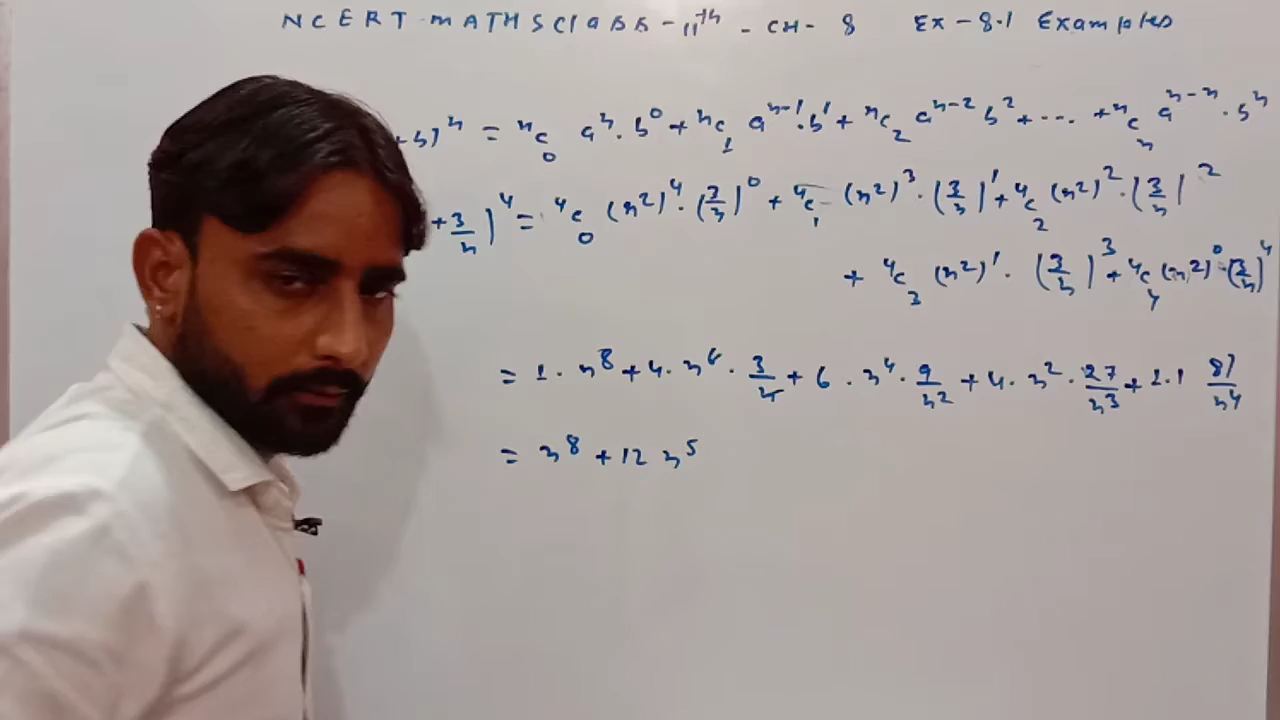 NCERT MATHS Class - 11th - CH - 8 Ex - 8.1 Examples
+b)ⁿ = ⁿC₀ aⁿ.b⁰ + ⁿC₁ aⁿ⁻¹.b¹ + ⁿC₂ aⁿ⁻² b² + ... + ⁿCₙ aⁿ⁻ⁿ . bⁿ
+ 3/x)⁴ = ⁴C₀ (x²)⁴ . (3/x)⁰ + ⁴C₁ (x²)³ . (3/x)¹ + ⁴C₂ (x²)² . (3/x)²
+ ⁴C₃ (x²)¹ . (3/x)³ + ⁴C₄ (x²)⁰ . (3/x)⁴
= 1 . x⁸ + 4 . x⁶ . 3/x + 6 . x⁴ . 9/x² + 4 . x² . 27/x³ + 1.1 81/x⁴
= x⁸ + 12 x⁵